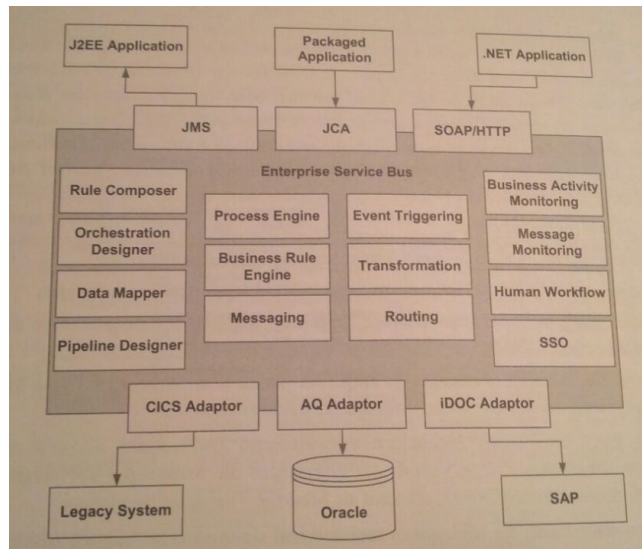 J2EE Application
Packaged
Application
.NET Application
JMS
JCA
SOAP/HTTP
Enterprise Service Bus
Rule Composer
Orchestration
Designer
Data Mapper
Pipeline Designer
Process Engine
Business Rule
Engine
Messaging
Event Triggering
Transformation
Routing
Business Activity
Monitoring
Message
Monitoring
Human Workflow
SSO
CICS Adaptor
AQ Adaptor
iDOC Adaptor
Legacy System
Oracle
SAP